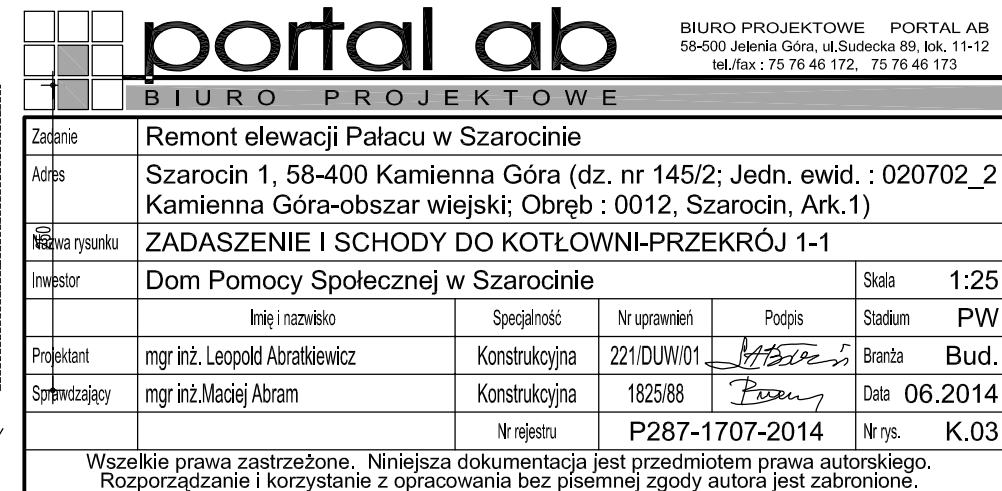 portal ab
BIURO PROJEKTOWE
BIURO PROJEKTOWE PORTAL AB
58-500 Jelenia Góra, ul.Sudecka 89, lok. 11-12
tel./fax : 75 76 46 172, 75 76 46 173
Zadanie Remont elewacji Pałacu w Szarocinie
Adres Szarocin 1, 58-400 Kamienna Góra (dz. nr 145/2; Jedn. ewid. : 020702_2
Kamienna Góra-obszar wiejski; Obręb : 0012, Szarocin, Ark.1)
Nazwa rysunku ZADASZENIE I SCHODY DO KOTŁOWNI-PRZEKRÓJ 1-1
Inwestor Dom Pomocy Społecznej w Szarocinie Skala 1:25
Imię i nazwisko Specjalność Nr uprawnień Podpis Stadium PW
Projektant mgr inż. Leopold Abratkiewicz Konstrukcyjna 221/DUW/01 Branża Bud.
Sprawdzający mgr inż.Maciej Abram Konstrukcyjna 1825/88 Data 06.2014
Nr rejestru P287-1707-2014 Nr rys. K.03
Wszelkie prawa zastrzeżone. Niniejsza dokumentacja jest przedmiotem prawa autorskiego.
Rozporządzanie i korzystanie z opracowania bez pisemnej zgody autora jest zabronione.